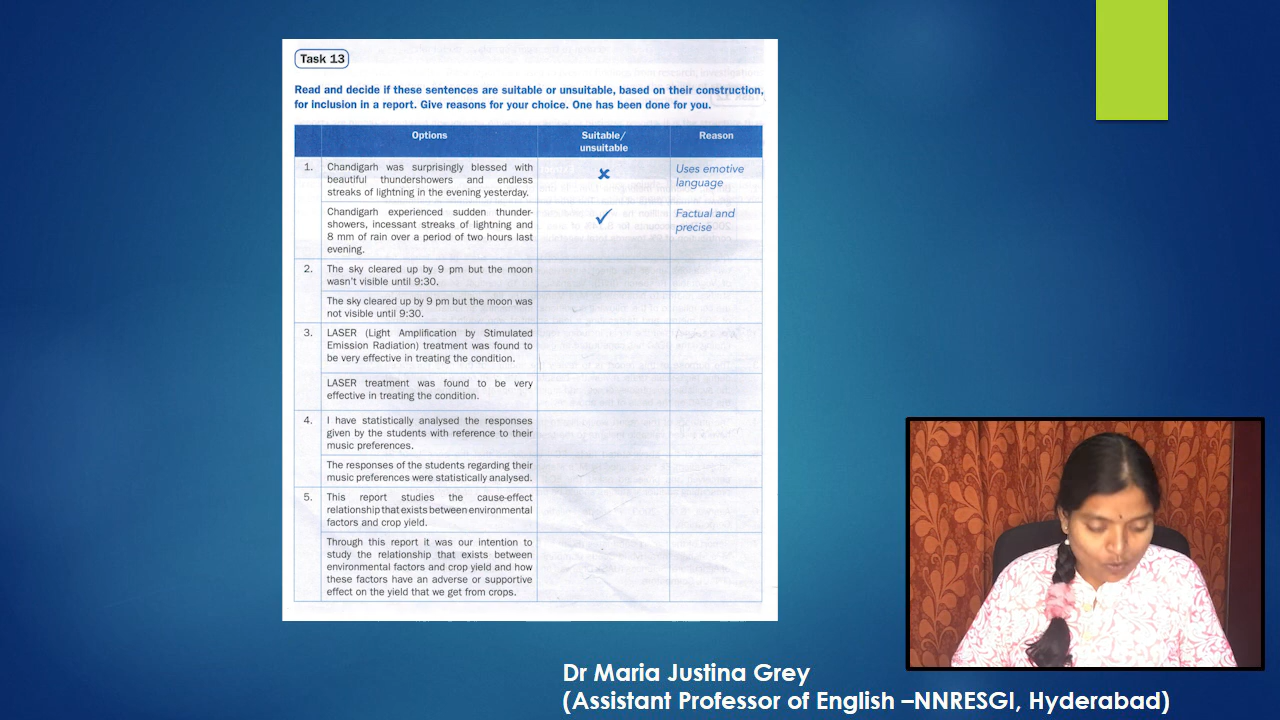 Task 13
Read and decide if these sentences are suitable or unsuitable, based on their construction,
for inclusion in a report. Give reasons for your choice. One has been done for you.
Options
Suitable/
unsuitable
Reason
1.
Chandigarh was surprisingly blessed with
beautiful thundershowers and endless
streaks of lightning in the evening yesterday.
✘
Uses emotive
language
Chandigarh experienced sudden thunder-
showers, incessant streaks of lightning and
8 mm of rain over a period of two hours last
evening.
✓
Factual and
precise
2.
The sky cleared up by 9 pm but the moon
wasn't visible until 9:30.
The sky cleared up by 9 pm but the moon was
not visible until 9:30.
3.
LASER (Light Amplification by Stimulated
Emission Radiation) treatment was found to
be very effective in treating the condition.
LASER treatment was found to be very
effective in treating the condition.
4.
I have statistically analysed the responses
given by the students with reference to their
music preferences.
The responses of the students regarding their
music preferences were statistically analysed.
5.
This report studies the cause-effect
relationship that exists between environmental
factors and crop yield.
Through this report it was our intention to
study the relationship that exists between
environmental factors and crop yield and how
these factors have an adverse or supportive
effect on the yield that we get from crops.
Dr Maria Justina Grey
(Assistant Professor of English –NNRESGI, Hyderabad)